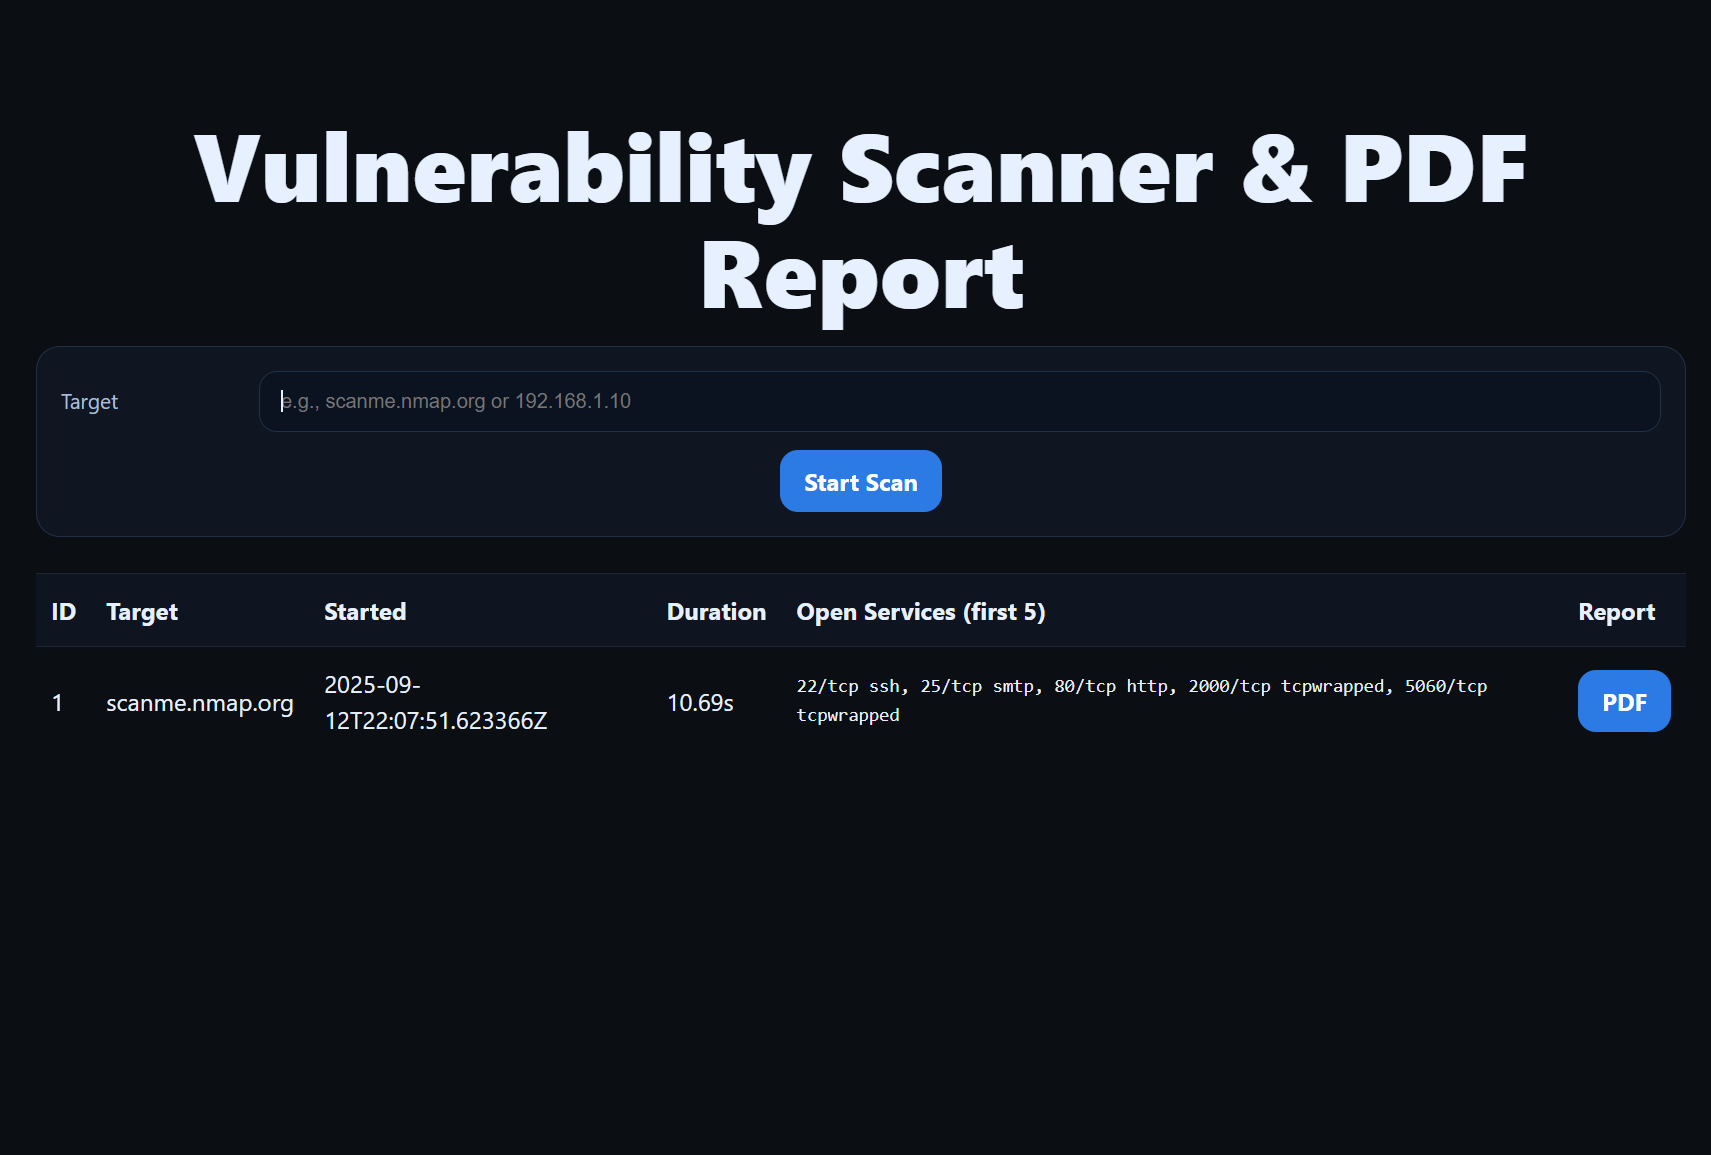 Vulnerability Scanner & PDF
Report
Target
e.g., scanme.nmap.org or 192.168.1.10
Start Scan
ID Target Started Duration Open Services (first 5) Report
1 scanme.nmap.org 2025-09-
12T22:07:51.623366Z 10.69s 22/tcp ssh, 25/tcp smtp, 80/tcp http, 2000/tcp tcpwrapped, 5060/tcp
tcpwrapped PDF